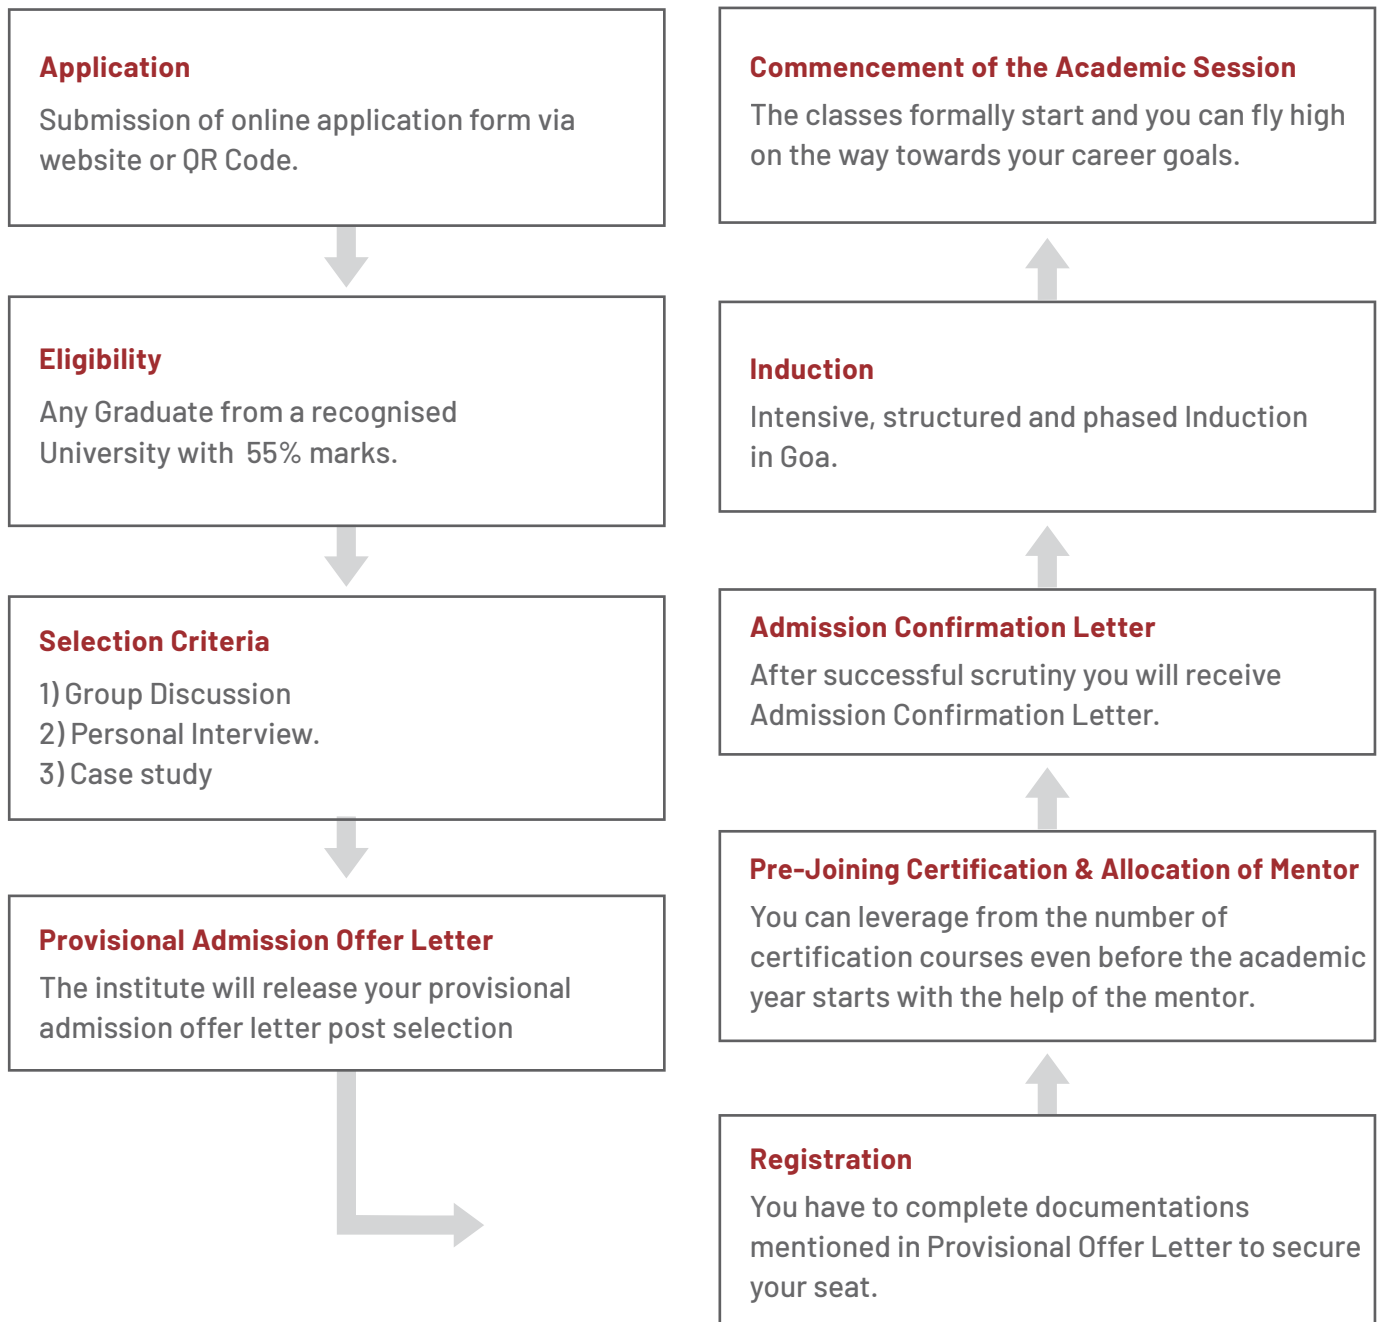 Application
Submission of online application form via
website or QR Code.
Eligibility
Any Graduate from a recognised
University with  55% marks.
Selection Criteria
1) Group Discussion
2) Personal Interview.
3) Case study
Provisional Admission Offer Letter
The institute will release your provisional
admission offer letter post selection
Registration
You have to complete documentations
mentioned in Provisional Offer Letter to secure
your seat.
Pre-Joining Certification & Allocation of Mentor
You can leverage from the number of
certification courses even before the academic
year starts with the help of the mentor.
Admission Confirmation Letter
After successful scrutiny you will receive
Admission Confirmation Letter.
Induction
Intensive, structured and phased Induction
in Goa.
Commencement of the Academic Session
The classes formally start and you can fly high
on the way towards your career goals.